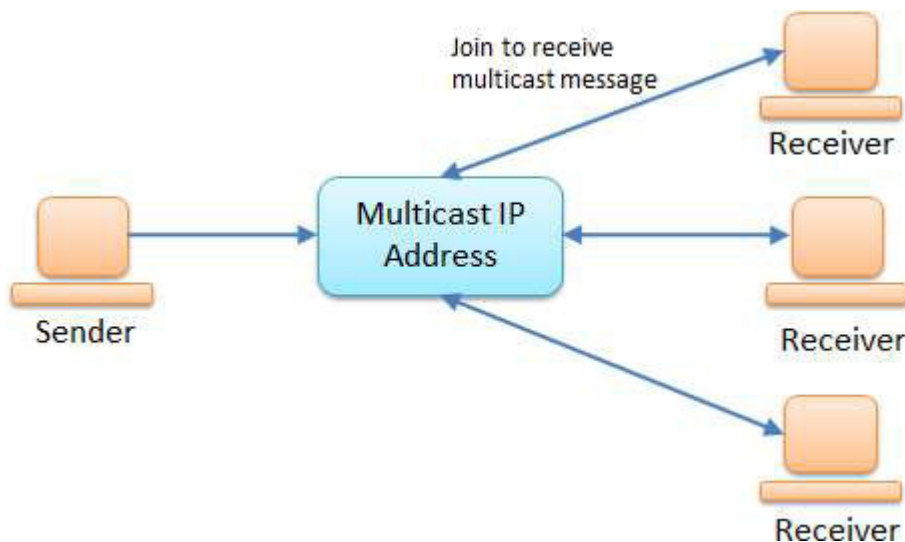 Join to receive
multicast message
Receiver
Multicast IP
Address
Sender
Receiver
Receiver